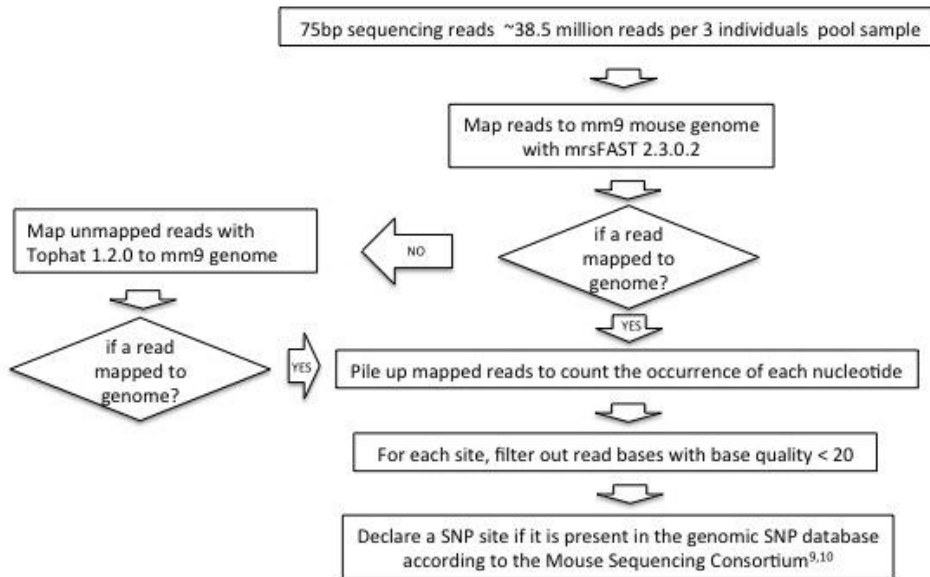 75bp sequencing reads ~38.5 million reads per 3 individuals pool sample
Map reads to mm9 mouse genome
with mrsFAST 2.3.0.2
if a read
mapped to
genome?
NO
Map unmapped reads with
Tophat 1.2.0 to mm9 genome
if a read
mapped to
genome?
YES
YES
Pile up mapped reads to count the occurrence of each nucleotide
For each site, filter out read bases with base quality < 20
Declare a SNP site if it is present in the genomic SNP database
according to the Mouse Sequencing Consortium9,10